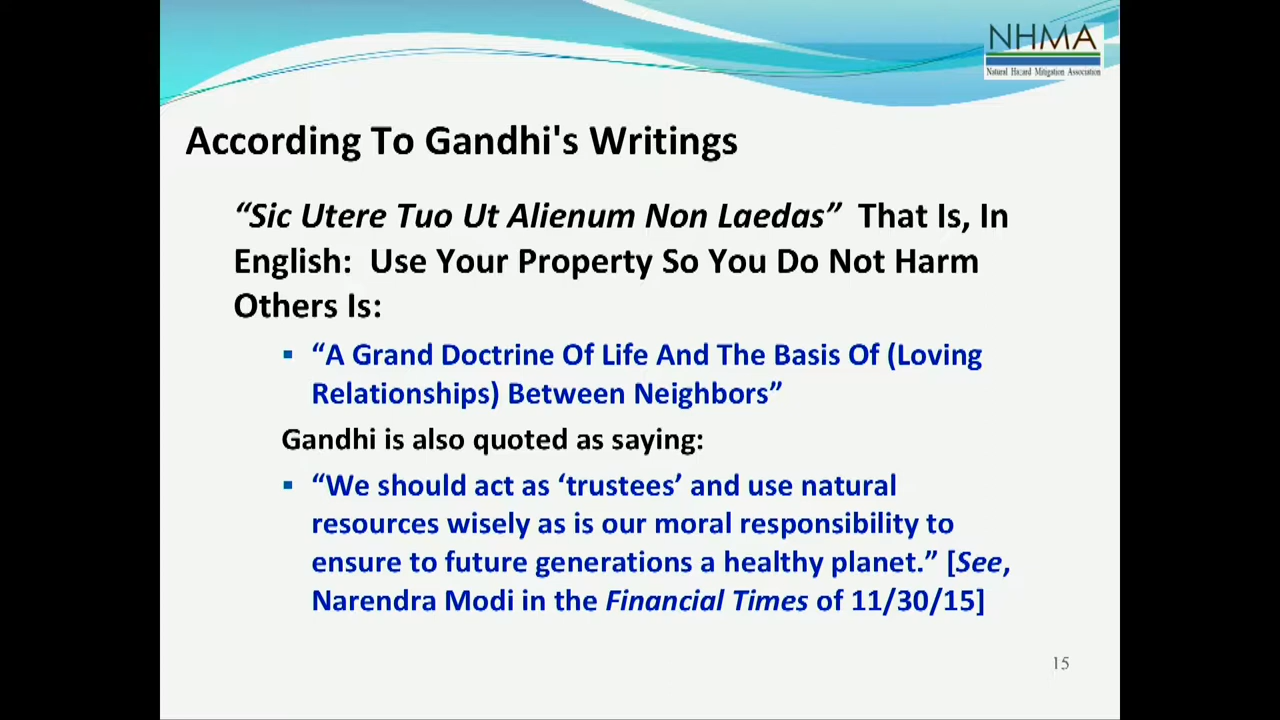 NHMA
Natural Hazard Mitigation Association
According To Gandhi's Writings
“Sic Utere Tuo Ut Alienum Non Laedas” That Is, In
English: Use Your Property So You Do Not Harm
Others Is:
▪ “A Grand Doctrine Of Life And The Basis Of (Loving
Relationships) Between Neighbors”
Gandhi is also quoted as saying:
▪ “We should act as ‘trustees’ and use natural
resources wisely as is our moral responsibility to
ensure to future generations a healthy planet.” [See,
Narendra Modi in the Financial Times of 11/30/15]
15